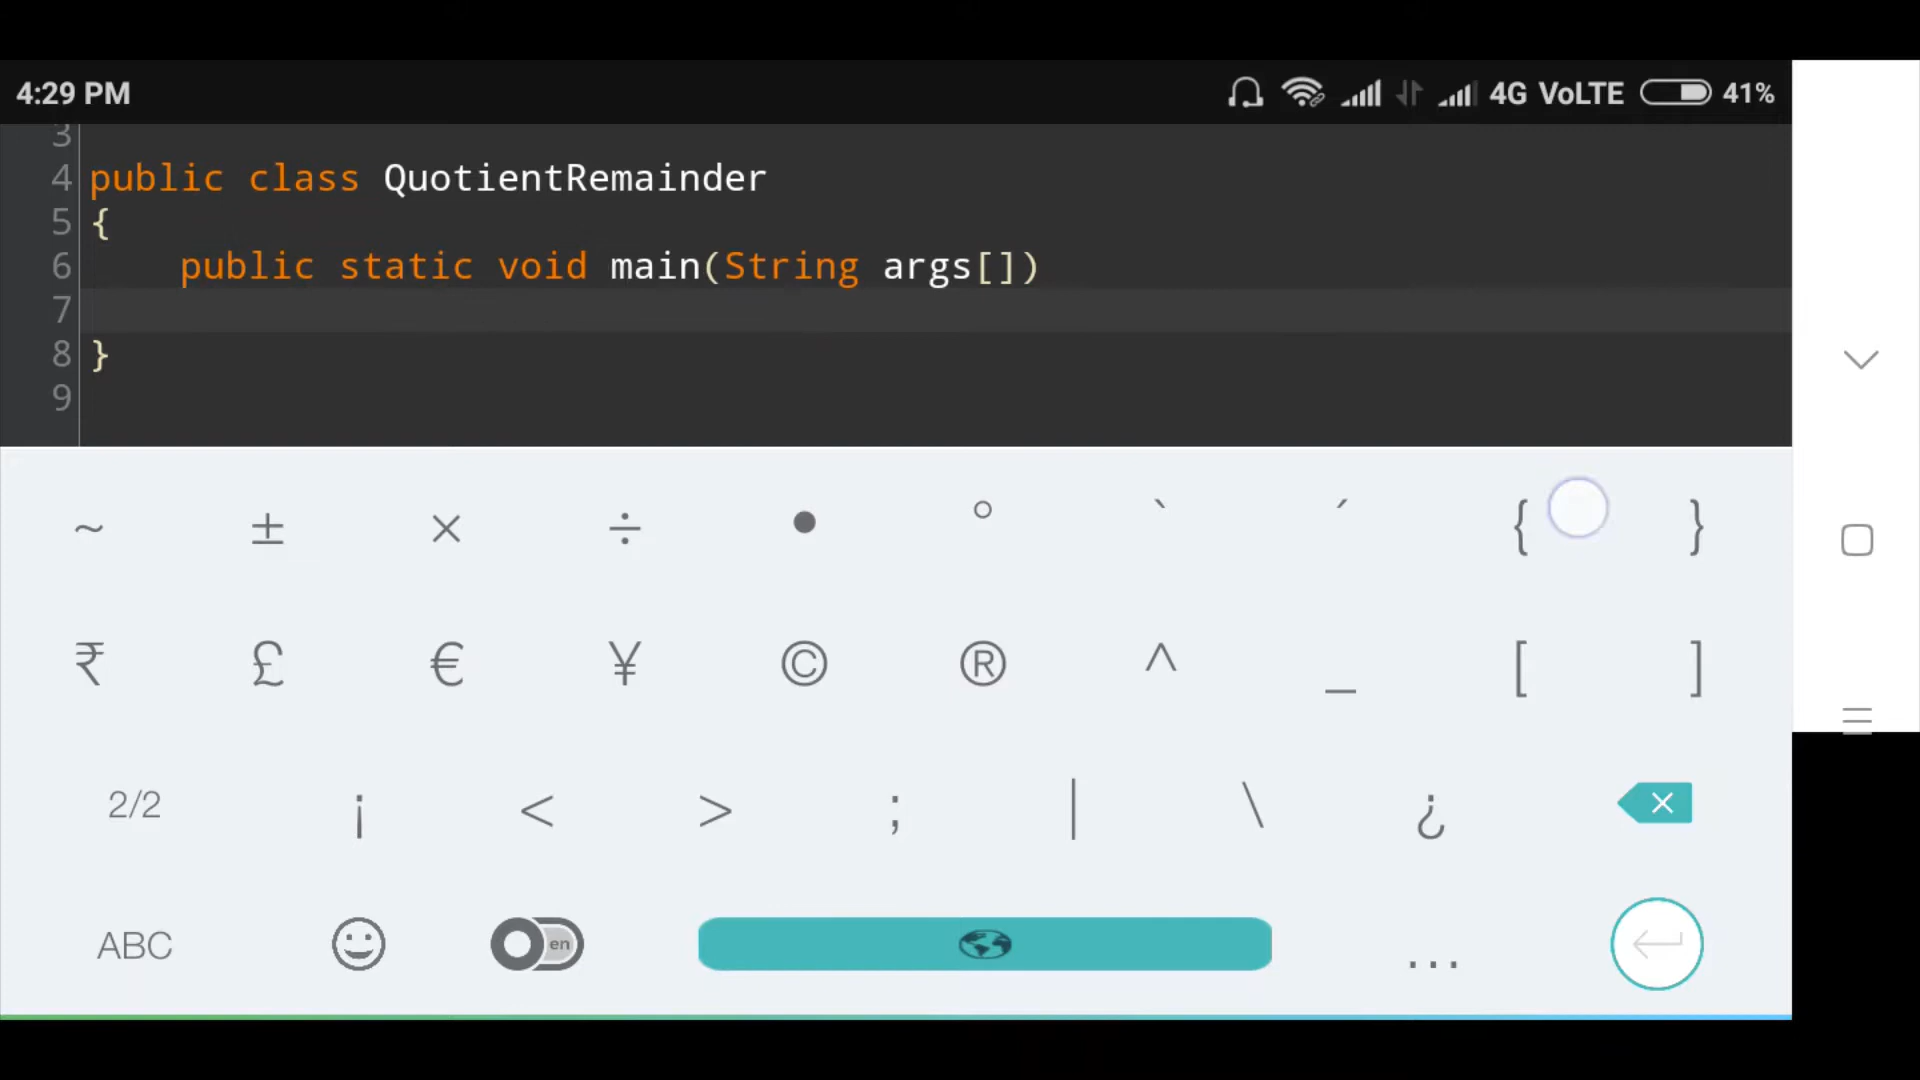 4:29 PM 4G VoLTE 41%
3
4 public class QuotientRemainder
5 {
6 public static void main(String args[])
7
8 }
9
~ ± × ÷ • ° ` ´ { }
₹ £ € ¥ © ® ^ _ [ ]
2/2 ¡ < > ; | \ ¿
ABC en ...